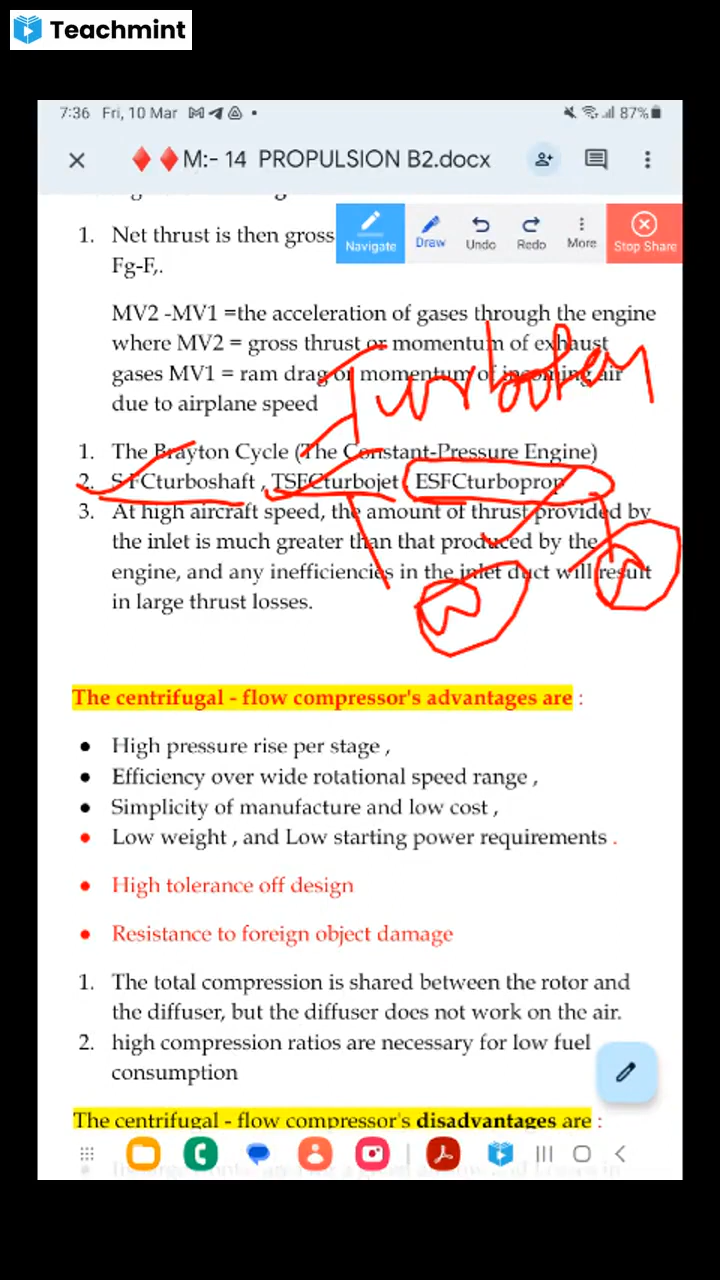 Teachmint
7:36 Fri, 10 Mar
87%
M:- 14 PROPULSION B2.docx
1. Net thrust is then gross
Fg-F,.
Navigate Draw Undo Redo More Stop Share
MV2 -MV1 =the acceleration of gases through the engine
where MV2 = gross thrust or momentum of exhaust
gases MV1 = ram drag or momentum of incoming air
due to airplane speed
1. The Brayton Cycle (The Constant-Pressure Engine)
2. SFCturboshaft , TSFCturbojet , ESFCturboprop
3. At high aircraft speed, the amount of thrust provided by
the inlet is much greater than that produced by the
engine, and any inefficiencies in the inlet duct will result
in large thrust losses.
The centrifugal - flow compressor's advantages are :
High pressure rise per stage ,
Efficiency over wide rotational speed range ,
Simplicity of manufacture and low cost ,
Low weight , and Low starting power requirements .
High tolerance off design
Resistance to foreign object damage
1. The total compression is shared between the rotor and
the diffuser, but the diffuser does not work on the air.
2. high compression ratios are necessary for low fuel
consumption
The centrifugal - flow compressor's disadvantages are :